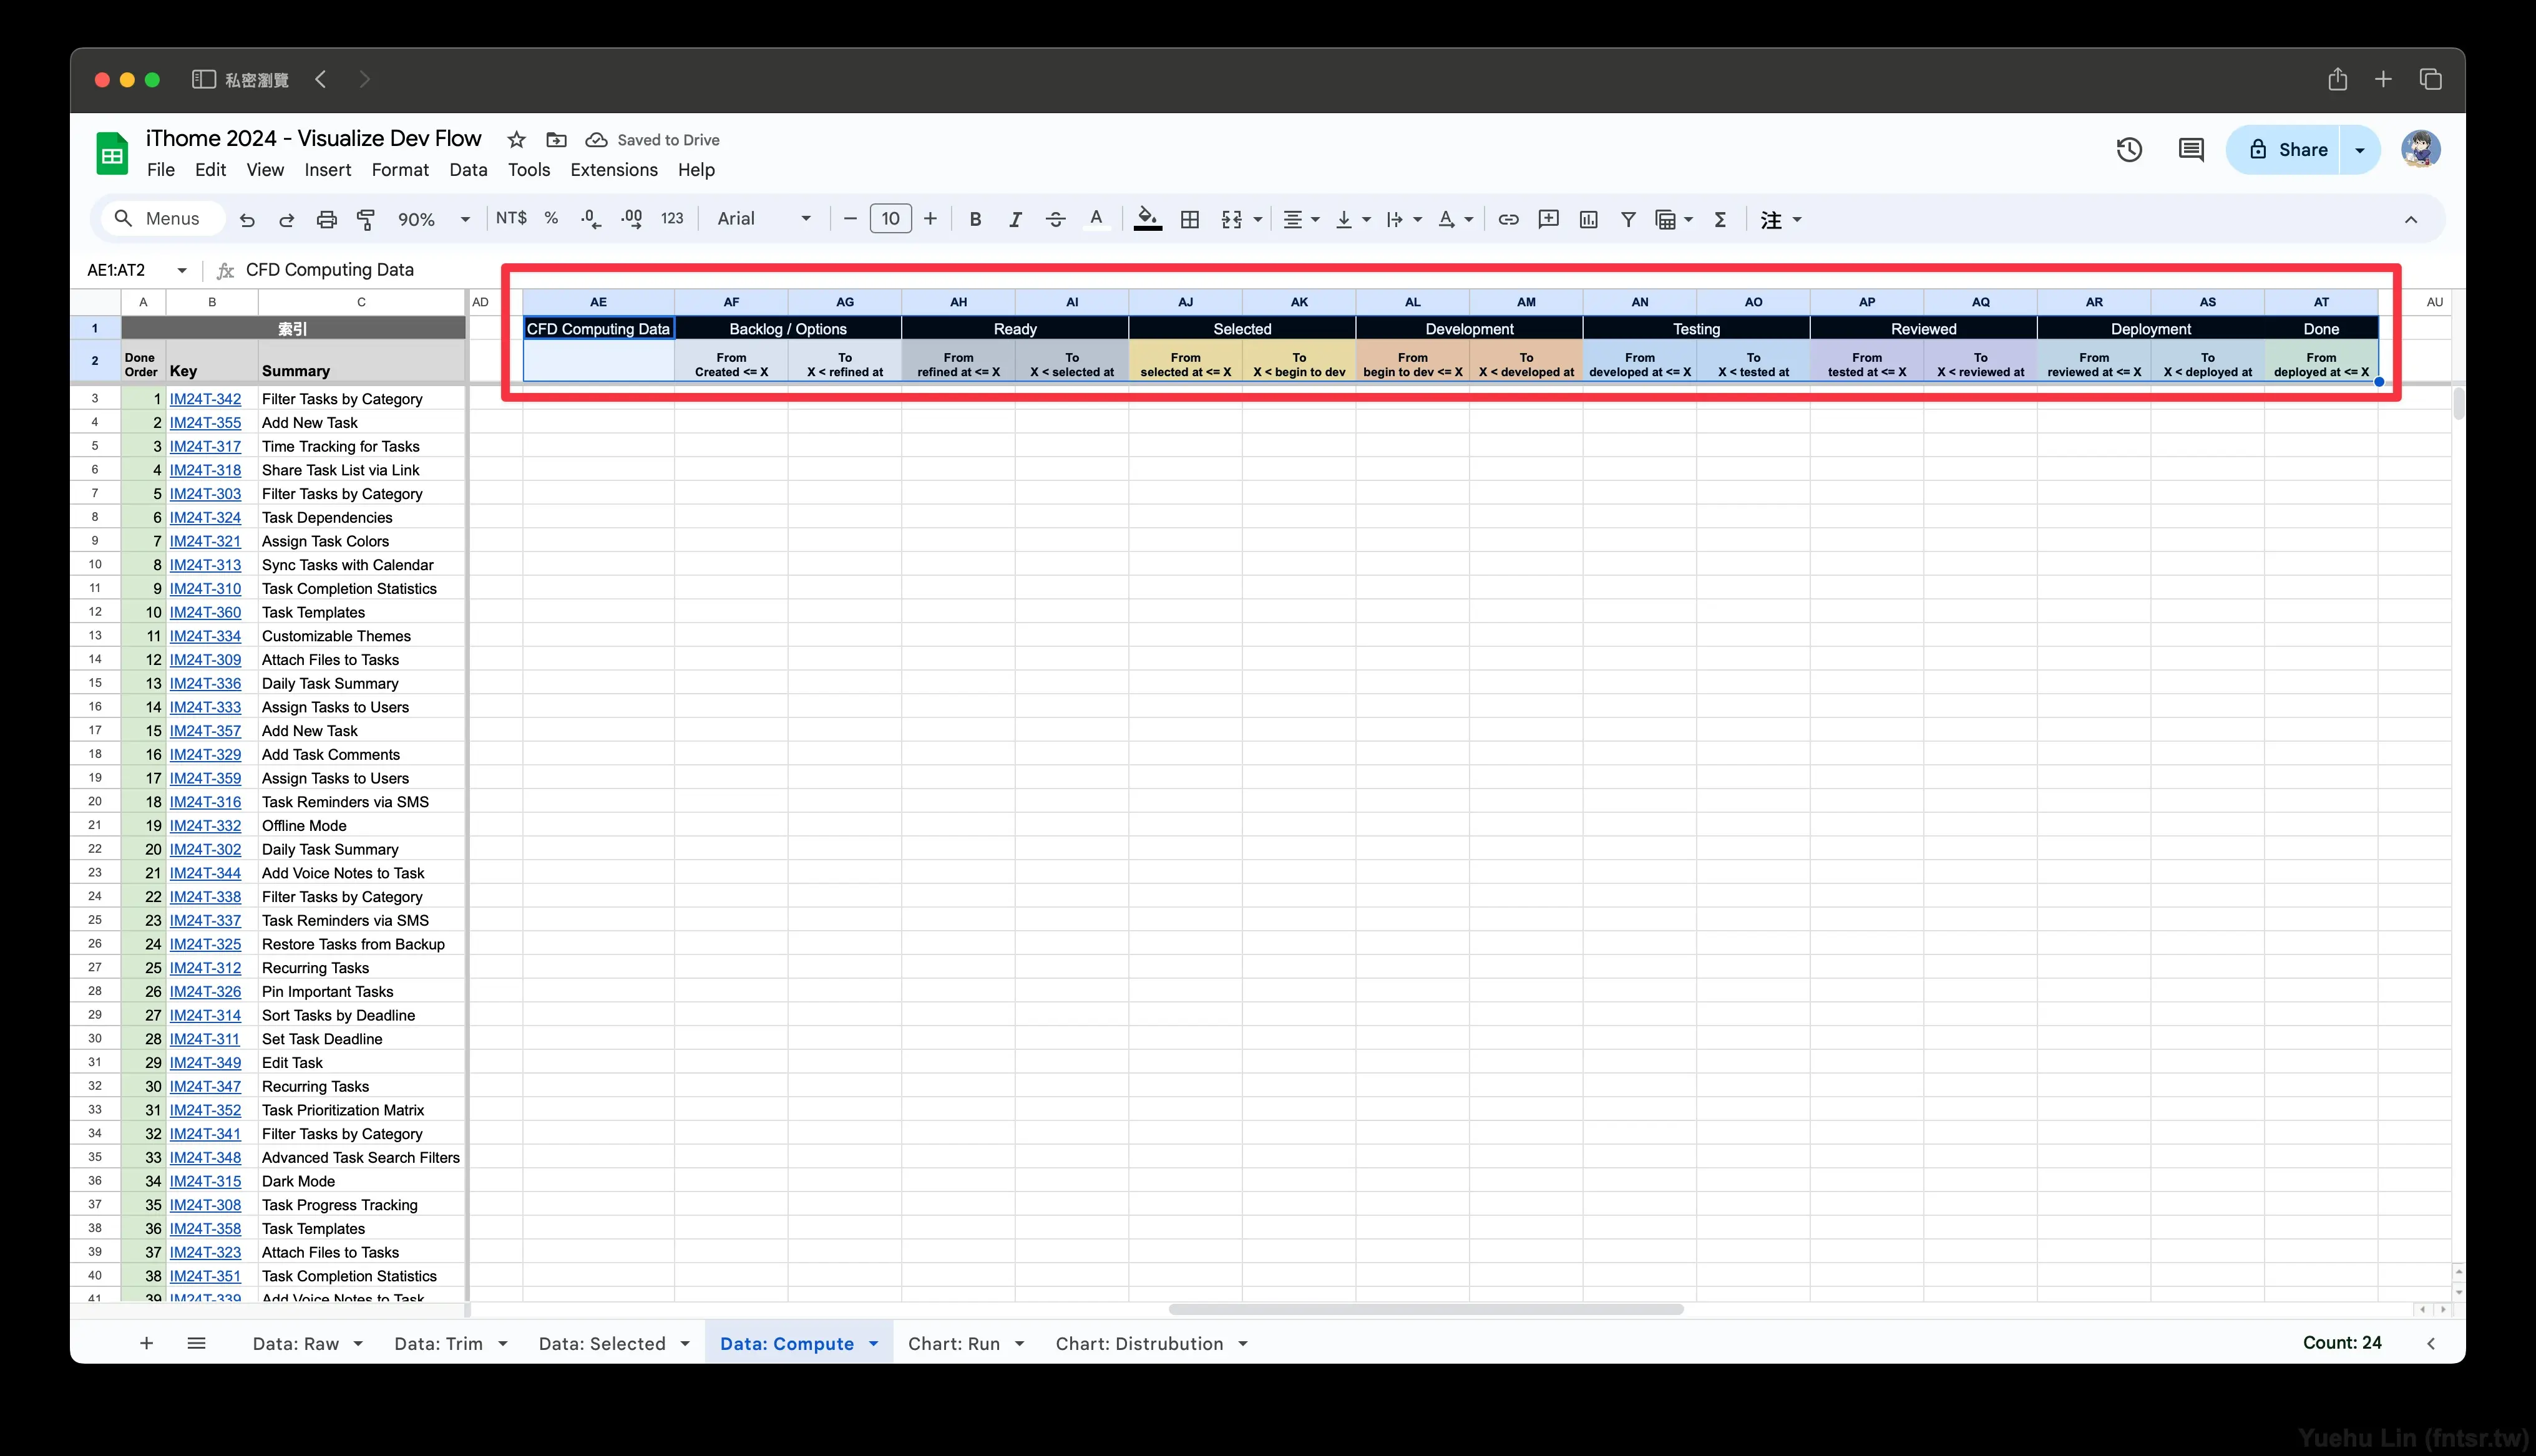 私密瀏覽
iThome 2024 - Visualize Dev Flow Saved to Drive
File Edit View Insert Format Data Tools Extensions Help
Share
Menus 90% NT$ % .0 .00 123 Arial 10 B I A 注
AE1:AT2 fx CFD Computing Data
A B C AD AE AF AG AH AI AJ AK AL AM AN AO AP AQ AR AS AT AU
1 索引 CFD Computing Data Backlog / Options Ready Selected Development Testing Reviewed Deployment Done
Done From To From To From To From To From To From To From To From
2 Order Key Summary Created <= X X < refined at refined at <= X X < selected at selected at <= X X < begin to dev begin to dev <= X X < developed at developed at <= X X < tested at tested at <= X X < reviewed at reviewed at <= X X < deployed at deployed at <= X
3 1 IM24T-342 Filter Tasks by Category
4 2 IM24T-355 Add New Task
5 3 IM24T-317 Time Tracking for Tasks
6 4 IM24T-318 Share Task List via Link
7 5 IM24T-303 Filter Tasks by Category
8 6 IM24T-324 Task Dependencies
9 7 IM24T-321 Assign Task Colors
10 8 IM24T-313 Sync Tasks with Calendar
11 9 IM24T-310 Task Completion Statistics
12 10 IM24T-360 Task Templates
13 11 IM24T-334 Customizable Themes
14 12 IM24T-309 Attach Files to Tasks
15 13 IM24T-336 Daily Task Summary
16 14 IM24T-333 Assign Tasks to Users
17 15 IM24T-357 Add New Task
18 16 IM24T-329 Add Task Comments
19 17 IM24T-359 Assign Tasks to Users
20 18 IM24T-316 Task Reminders via SMS
21 19 IM24T-332 Offline Mode
22 20 IM24T-302 Daily Task Summary
23 21 IM24T-344 Add Voice Notes to Task
24 22 IM24T-338 Filter Tasks by Category
25 23 IM24T-337 Task Reminders via SMS
26 24 IM24T-325 Restore Tasks from Backup
27 25 IM24T-312 Recurring Tasks
28 26 IM24T-326 Pin Important Tasks
29 27 IM24T-314 Sort Tasks by Deadline
30 28 IM24T-311 Set Task Deadline
31 29 IM24T-349 Edit Task
32 30 IM24T-347 Recurring Tasks
33 31 IM24T-352 Task Prioritization Matrix
34 32 IM24T-341 Filter Tasks by Category
35 33 IM24T-348 Advanced Task Search Filters
36 34 IM24T-315 Dark Mode
37 35 IM24T-308 Task Progress Tracking
38 36 IM24T-358 Task Templates
39 37 IM24T-323 Attach Files to Tasks
40 38 IM24T-351 Task Completion Statistics
41 39 IM24T-339 Add Voice Notes to Task
Data: Raw Data: Trim Data: Selected Data: Compute Chart: Run Chart: Distrubution Count: 24
Yuehu Lin (fntsr.tw)